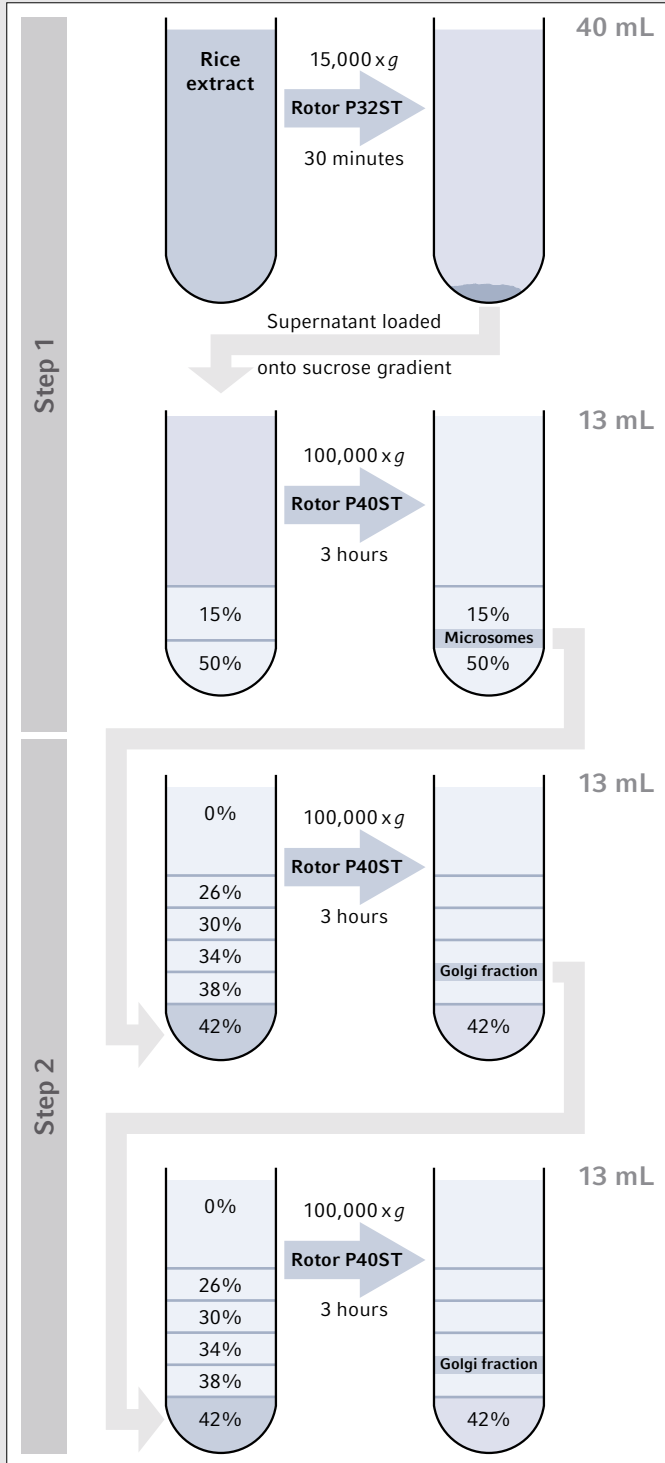 Step 1
40 mL
Rice
extract
15,000 x g
Rotor P32ST
30 minutes
Supernatant loaded
onto sucrose gradient
13 mL
100,000 x g
Rotor P40ST
3 hours
15%
50%
15%
Microsomes
50%
Step 2
13 mL
0%
26%
30%
34%
38%
42%
100,000 x g
Rotor P40ST
3 hours
Golgi fraction
42%
13 mL
0%
26%
30%
34%
38%
42%
100,000 x g
Rotor P40ST
3 hours
Golgi fraction
42%